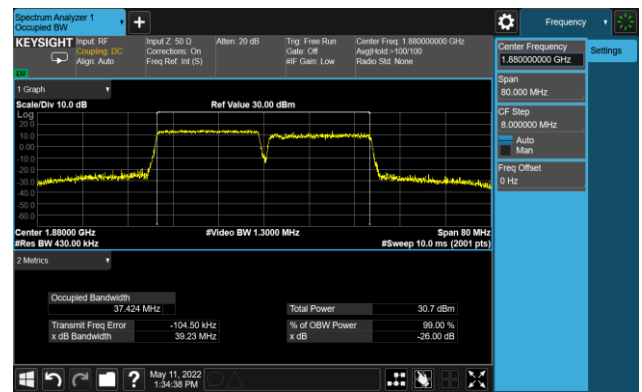 Spectrum Analyzer 1
Occupied BW
+
Frequency
KEYSIGHT Input: RF
Coupling: DC
Align: Auto
Input Z: 50 Ω
Corrections: On
Freq Ref: Int (S)
Atten: 20 dB
Trig: Free Run
Gate: Off
#IF Gain: Low
Center Freq: 1.880000000 GHz
Avg|Hold:>100/100
Radio Std: None
LXI
Center Frequency
1.880000000 GHz
Settings
Span
80.000 MHz
CF Step
8.000000 MHz
Auto
Man
Freq Offset
0 Hz
1 Graph
Scale/Div 10.0 dB
Ref Value 30.00 dBm
Log
20.0
10.0
0.00
-10.0
-20.0
-30.0
-40.0
-50.0
-60.0
Center 1.88000 GHz
#Video BW 1.3000 MHz
Span 80 MHz
#Res BW 430.00 kHz
#Sweep 10.0 ms (2001 pts)
2 Metrics
Occupied Bandwidth
37.424 MHz
Total Power 30.7 dBm
Transmit Freq Error -104.50 kHz
% of OBW Power 99.00 %
x dB Bandwidth 39.23 MHz
x dB -26.00 dB
?
May 11, 2022
1:34:38 PM